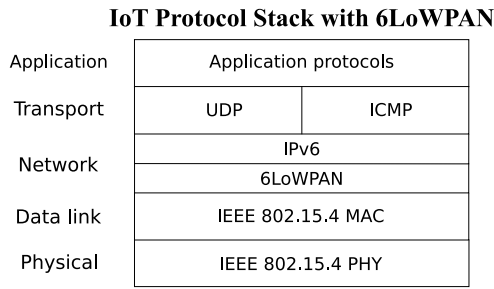 IoT Protocol Stack with 6LoWPAN
Application Application protocols
Transport UDP ICMP
Network IPv6
6LoWPAN
Data link IEEE 802.15.4 MAC
Physical IEEE 802.15.4 PHY